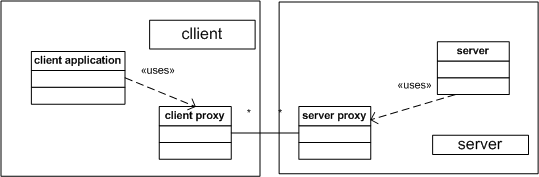 cllient
client application
«uses»
client proxy
*
*
server proxy
«uses»
server
server